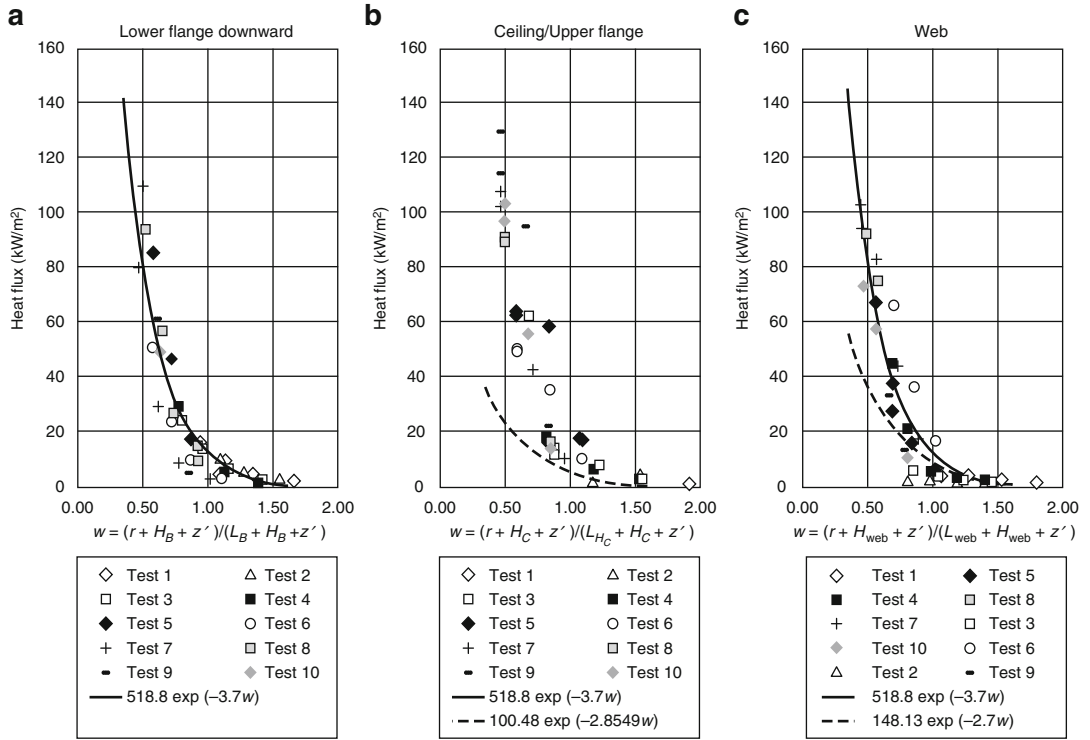 a
Lower flange downward
160
140
120
100
80
60
40
20
0
Heat flux (kW/m²)
0.00 0.50 1.00 1.50 2.00
w = (r + H_B + z′)/(L_B + H_B + z′)
Test 1 Test 2
Test 3 Test 4
Test 5 Test 6
Test 7 Test 8
Test 9 Test 10
518.8 exp (–3.7w)
b
Ceiling/Upper flange
160
140
120
100
80
60
40
20
0
Heat flux (kW/m²)
0.00 0.50 1.00 1.50 2.00
w = (r + H_C + z′)/(L_{H_C} + H_C + z′)
Test 1 Test 2
Test 3 Test 4
Test 5 Test 6
Test 7 Test 8
Test 9 Test 10
518.8 exp (–3.7w)
100.48 exp (–2.8549w)
c
Web
160
140
120
100
80
60
40
20
0
Heat flux (kW/m²)
0.00 0.50 1.00 1.50 2.00
w = (r + H_web + z′)/(L_web + H_web + z′)
Test 1 Test 5
Test 4 Test 8
Test 7 Test 3
Test 10 Test 6
Test 2 Test 9
518.8 exp (–3.7w)
148.13 exp (–2.7w)